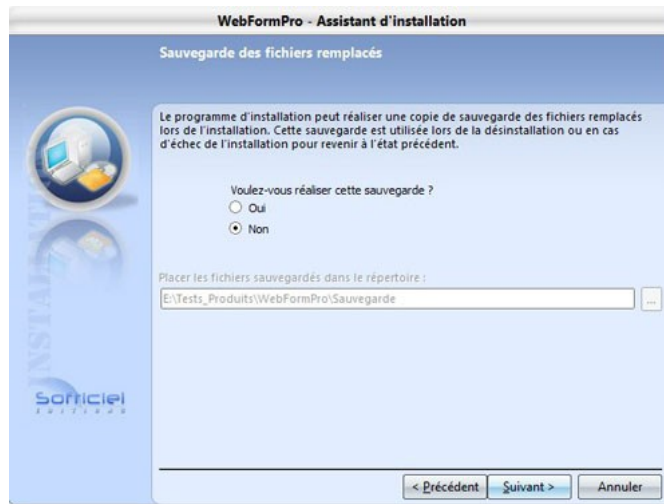 WebFormPro - Assistant d'installation
Sauvegarde des fichiers remplacés
Le programme d'installation peut réaliser une copie de sauvegarde des fichiers remplacés
lors de l'installation. Cette sauvegarde est utilisée lors de la désinstallation ou en cas
d'échec de l'installation pour revenir à l'état précédent.
Voulez-vous réaliser cette sauvegarde ?
Oui
Non
Placer les fichiers sauvegardés dans le répertoire :
E:\Tests_Produits\WebFormPro\Sauvegarde
...
Sorriciel
< Précédent
Suivant >
Annuler